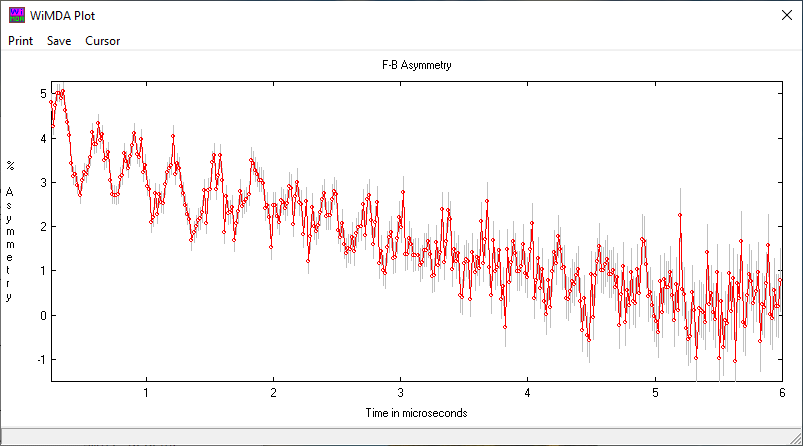 WiMDA Plot
Print Save Cursor
F-B Asymmetry
% Asymmetry
5
4
3
2
1
0
-1
1 2 3 4 5 6
Time in microseconds